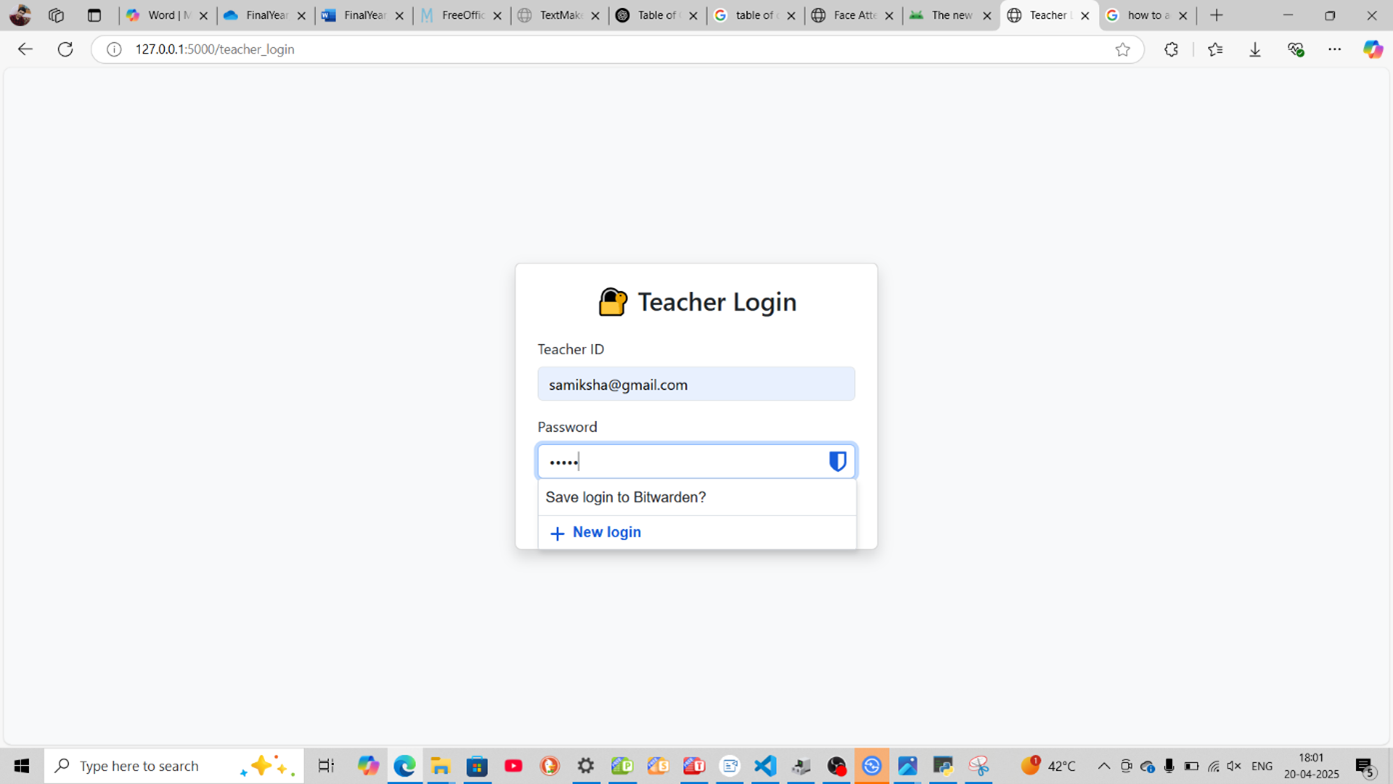 Word | M
FinalYear
FinalYear
FreeOffic
TextMake
Table of
table of c
Face Atte
The new
Teacher L
how to a
127.0.0.1:5000/teacher_login
Teacher Login
Teacher ID
samiksha@gmail.com
Password
•••••
Save login to Bitwarden?
New login
Type here to search
42°C
ENG
18:01
20-04-2025
5